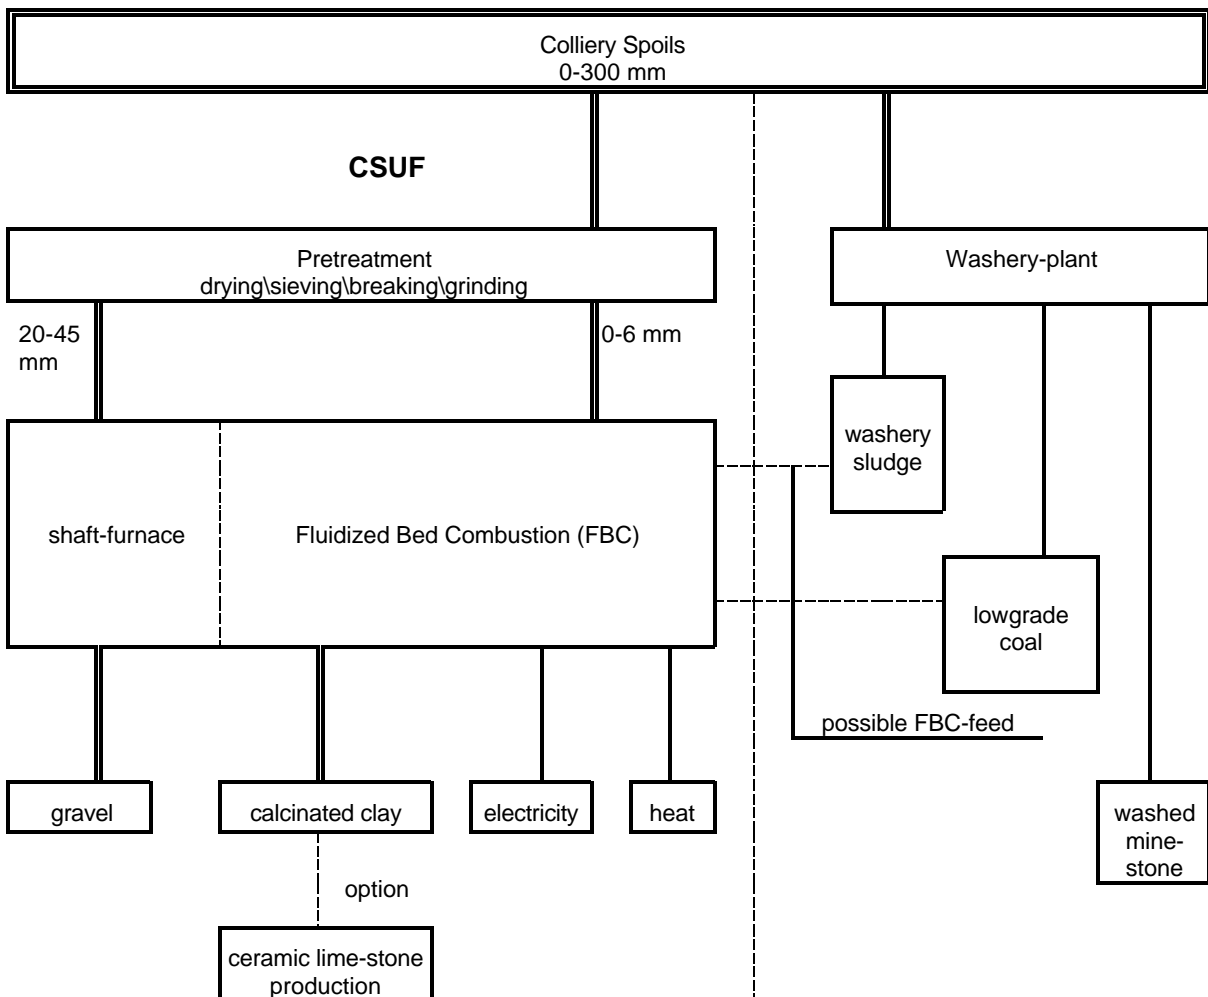 Colliery Spoils
0-300 mm
CSUF
Pretreatment
drying\sieving\breaking\grinding
Washery-plant
20-45
mm
0-6 mm
washery
sludge
shaft-furnace
Fluidized Bed Combustion (FBC)
lowgrade
coal
possible FBC-feed
gravel
calcinated clay
electricity
heat
washed
mine-
stone
option
ceramic lime-stone
production